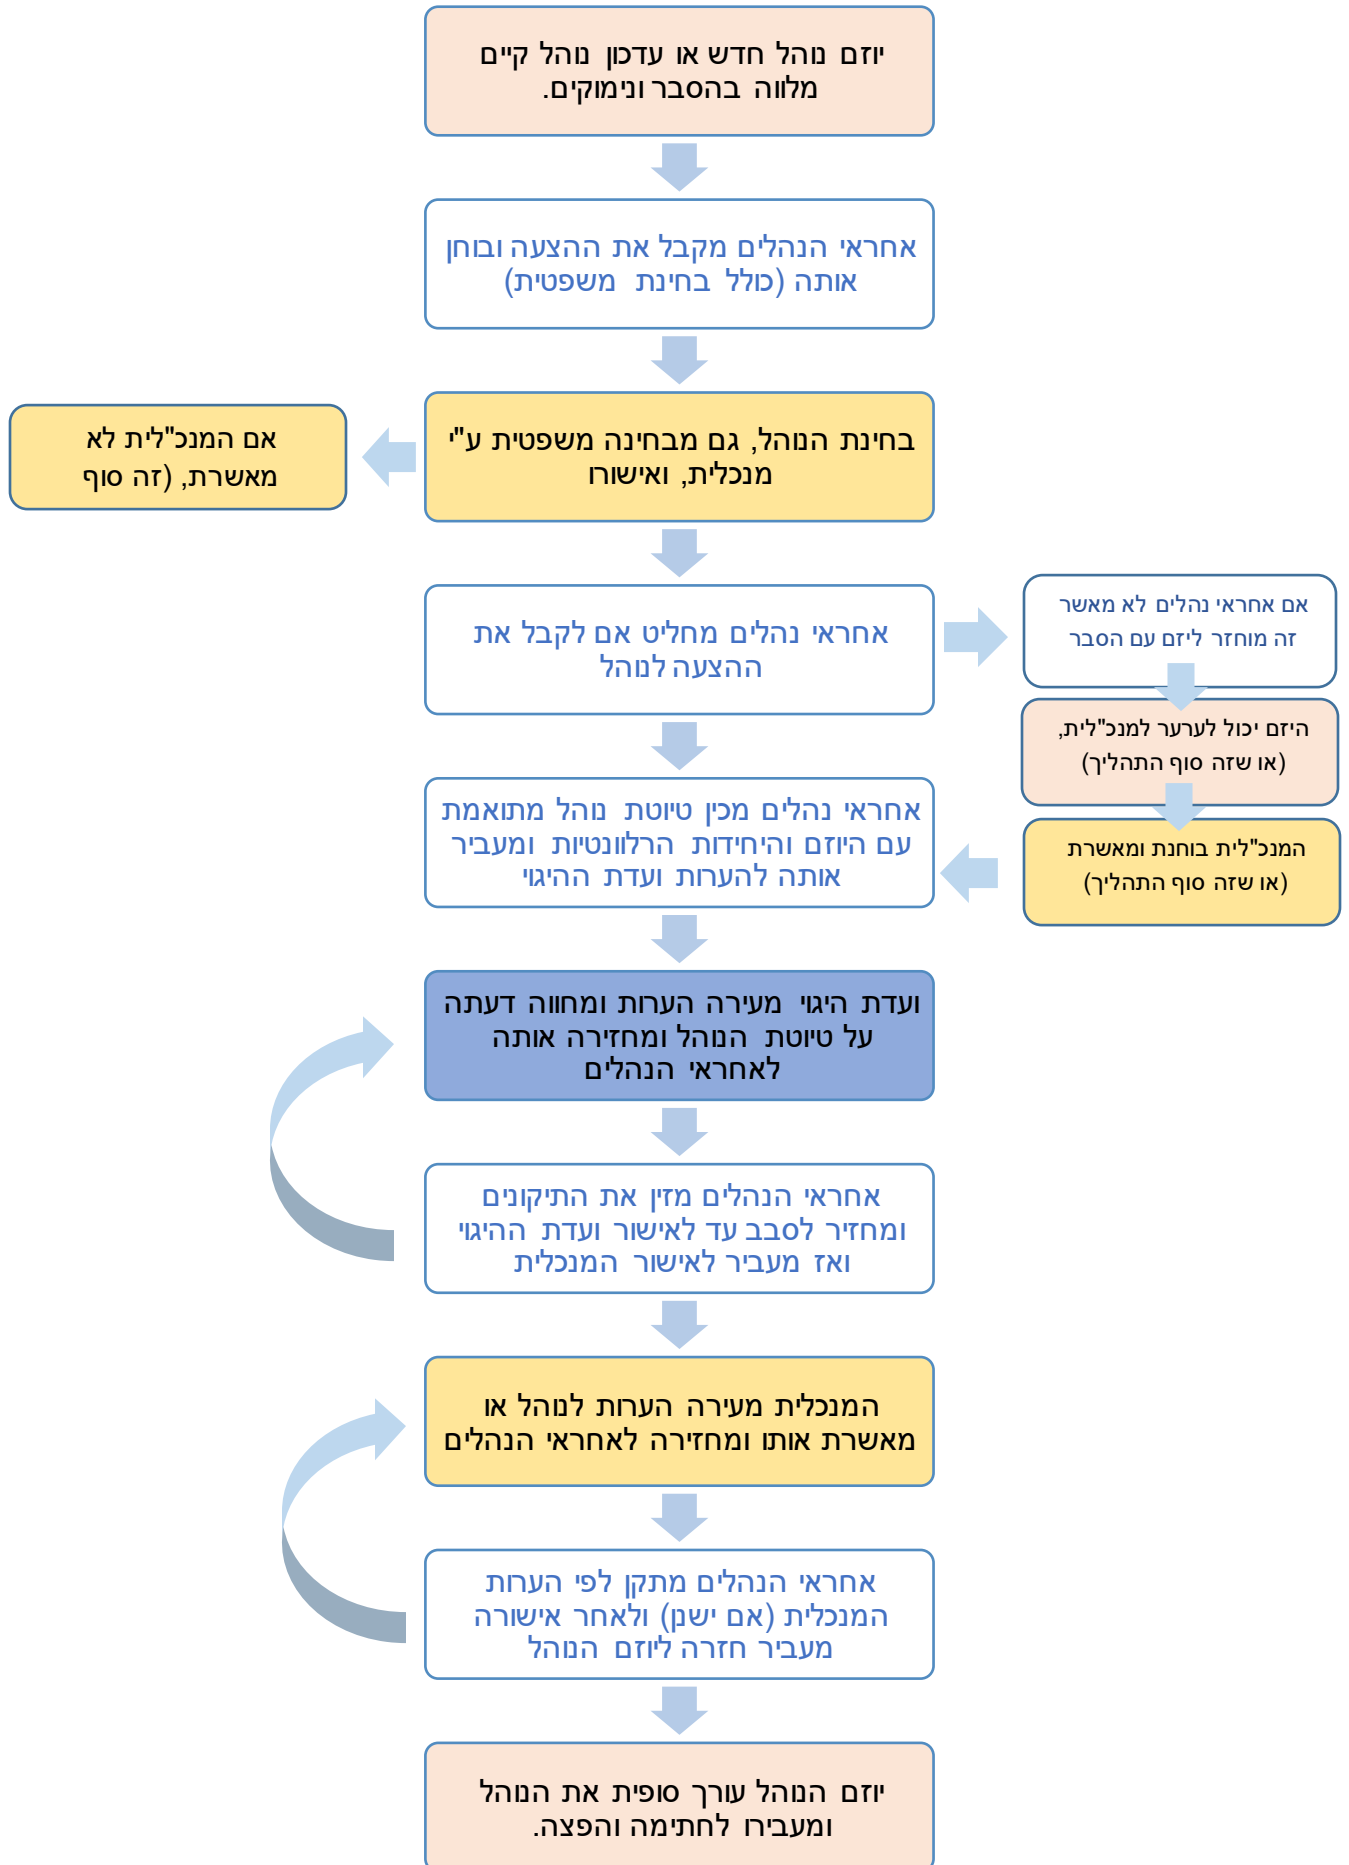 יוזם נוהל חדש או עדכון נוהל קיים
מלווה בהסבר ונימוקים.
אחראי הנהלים מקבל את ההצעה ובוחן
אותה (כולל בחינת משפטית)
בחינת הנוהל, גם מבחינה משפטית ע"י
מנכלית, ואישורו
אם המנכ"לית לא
מאשרת, (זה סוף
אחראי נהלים מחליט אם לקבל את
ההצעה לנוהל
אם אחראי נהלים לא מאשר
זה מוחזר ליזם עם הסבר
היזם יכול לערער למנכ"לית,
(או שזה סוף התהליך)
המנכ"לית בוחנת ומאשרת
(או שזה סוף התהליך)
אחראי נהלים מכין טיוטת נוהל מתואמת
עם היוזם והיחידות הרלוונטיות ומעביר
אותה להערות ועדת ההיגוי
ועדת היגוי מעירה הערות ומחווה דעתה
על טיוטת הנוהל ומחזירה אותה
לאחראי הנהלים
אחראי הנהלים מזין את התיקונים
ומחזיר לסבב עד לאישור ועדת ההיגוי
ואז מעביר לאישור המנכלית
המנכלית מעירה הערות לנוהל או
מאשרת אותו ומחזירה לאחראי הנהלים
אחראי הנהלים מתקן לפי הערות
המנכלית (אם ישנן) ולאחר אישורה
מעביר חזרה ליוזם הנוהל
יוזם הנוהל עורך סופית את הנוהל
ומעבירו לחתימה והפצה.